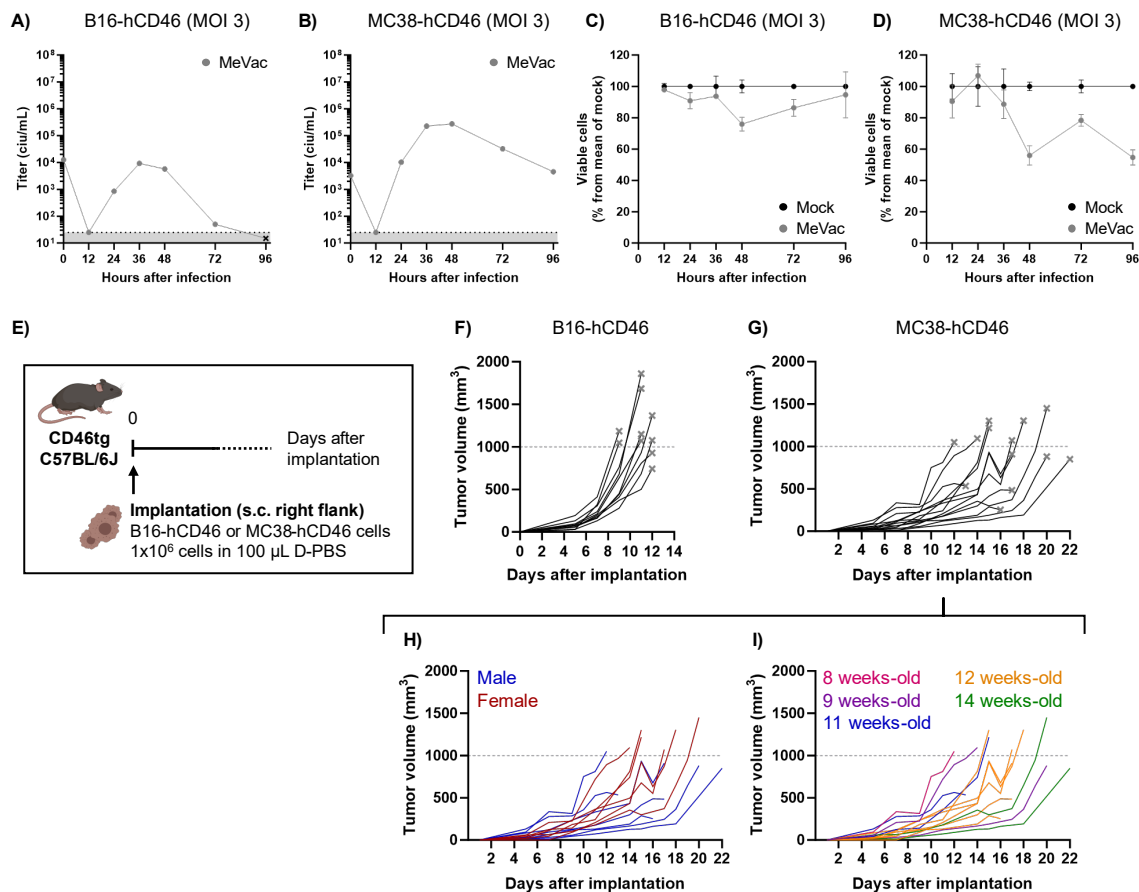 A) B16-hCD46 (MOI 3)
10⁸
10⁷
10⁶
10⁵
10⁴
10³
10²
10¹
Titer (ciu/mL)
MeVac
0 12 24 36 48 72 96
Hours after infection
B) MC38-hCD46 (MOI 3)
10⁸
10⁷
10⁶
10⁵
10⁴
10³
10²
10¹
Titer (ciu/mL)
MeVac
0 12 24 36 48 72 96
Hours after infection
C) B16-hCD46 (MOI 3)
120
100
80
60
40
20
0
Viable cells
(% from mean of mock)
Mock
MeVac
0 12 24 36 48 72 96
Hours after infection
D) MC38-hCD46 (MOI 3)
120
100
80
60
40
20
0
Viable cells
(% from mean of mock)
Mock
MeVac
0 12 24 36 48 72 96
Hours after infection
E)
0
CD46tg
C57BL/6J
Days after
implantation
Implantation (s.c. right flank)
B16-hCD46 or MC38-hCD46 cells
1x10⁶ cells in 100 µL D-PBS
F) B16-hCD46
2000
1500
1000
500
0
Tumor volume (mm³)
0 2 4 6 8 10 12 14
Days after implantation
G) MC38-hCD46
2000
1500
1000
500
0
Tumor volume (mm³)
2 4 6 8 10 12 14 16 18 20 22
Days after implantation
H)
2000
1500
1000
500
0
Tumor volume (mm³)
Male
Female
2 4 6 8 10 12 14 16 18 20 22
Days after implantation
I)
2000
1500
1000
500
0
Tumor volume (mm³)
8 weeks-old 12 weeks-old
9 weeks-old 14 weeks-old
11 weeks-old
2 4 6 8 10 12 14 16 18 20 22
Days after implantation